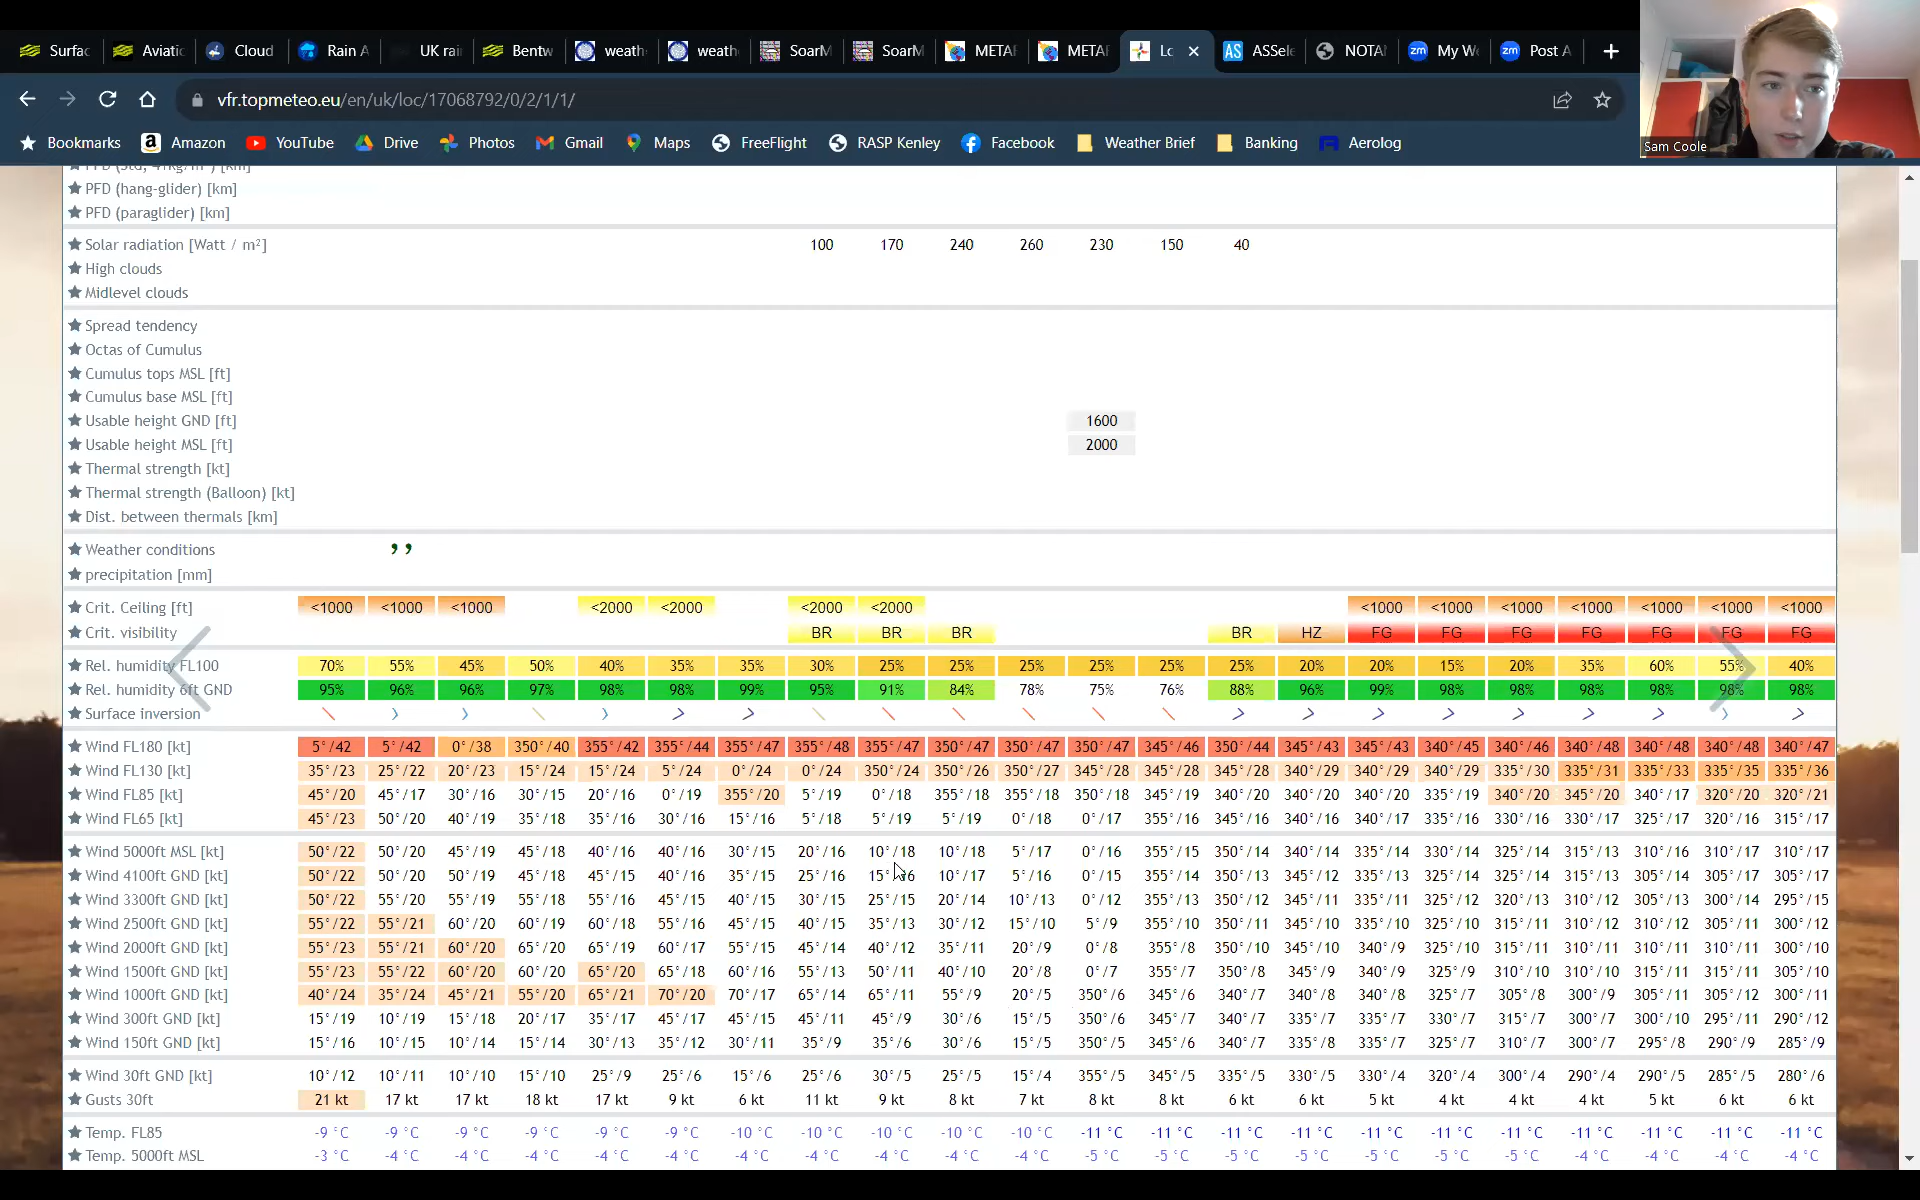 Surfac Aviatic Cloud Rain A UK rai Bentw weath weath SoarM SoarM METAI METAI Lc ASSele NOTAI My We Post A
vfr.topmeteo.eu/en/uk/loc/17068792/0/2/1/1/
Bookmarks Amazon YouTube Drive Photos Gmail Maps FreeFlight RASP Kenley Facebook Weather Brief Banking Aerolog
Sam Coole
PFD (hang-glider) [km]
PFD (paraglider) [km]
Solar radiation [Watt / m²] 100 170 240 260 230 150 40
High clouds
Midlevel clouds
Spread tendency
Octas of Cumulus
Cumulus tops MSL [ft]
Cumulus base MSL [ft]
Usable height GND [ft] 1600
Usable height MSL [ft] 2000
Thermal strength [kt]
Thermal strength (Balloon) [kt]
Dist. between thermals [km]
Weather conditions ,,
precipitation [mm]
Crit. Ceiling [ft] <1000 <1000 <1000 <2000 <2000 <2000 <2000 <1000 <1000 <1000 <1000 <1000 <1000 <1000
Crit. visibility BR BR BR BR HZ FG FG FG FG FG FG FG
Rel. humidity FL100 70% 55% 45% 50% 40% 35% 35% 30% 25% 25% 25% 25% 25% 25% 20% 20% 15% 20% 35% 60% 55% 40%
Rel. humidity 6ft GND 95% 96% 96% 97% 98% 98% 99% 95% 91% 84% 78% 75% 76% 88% 96% 99% 98% 98% 98% 98% 98% 98%
Surface inversion
Wind FL180 [kt] 5°/42 5°/42 0°/38 350°/40 355°/42 355°/44 355°/47 355°/48 355°/47 350°/47 350°/47 350°/47 345°/46 350°/44 345°/43 345°/43 340°/45 340°/46 340°/48 340°/48 340°/48 340°/47
Wind FL130 [kt] 35°/23 25°/22 20°/23 15°/24 15°/24 5°/24 0°/24 0°/24 350°/24 350°/26 350°/27 345°/28 345°/28 345°/28 340°/29 340°/29 340°/29 335°/30 335°/31 335°/33 335°/35 335°/36
Wind FL85 [kt] 45°/20 45°/17 30°/16 30°/15 20°/16 0°/19 355°/20 5°/19 0°/18 355°/18 355°/18 350°/18 345°/19 340°/20 340°/20 340°/20 335°/19 340°/20 345°/20 340°/17 320°/20 320°/21
Wind FL65 [kt] 45°/23 50°/20 40°/19 35°/18 35°/16 30°/16 15°/16 5°/18 5°/19 5°/19 0°/18 0°/17 355°/16 345°/16 340°/16 340°/17 335°/16 330°/16 330°/17 325°/17 320°/16 315°/17
Wind 5000ft MSL [kt] 50°/22 50°/20 45°/19 45°/18 40°/16 40°/16 30°/15 20°/16 10°/18 10°/18 5°/17 0°/16 355°/15 350°/14 340°/14 335°/14 330°/14 325°/14 315°/13 310°/16 310°/17 310°/17
Wind 4100ft GND [kt] 50°/22 50°/20 50°/19 45°/18 45°/15 40°/16 35°/15 25°/16 15°/16 10°/17 5°/16 0°/15 355°/14 350°/13 345°/12 335°/13 325°/12 325°/14 315°/13 305°/14 305°/17 300°/17
Wind 3300ft GND [kt] 50°/22 55°/20 55°/19 55°/18 55°/16 45°/15 40°/15 30°/15 25°/15 20°/14 10°/13 0°/12 355°/13 350°/12 345°/11 335°/11 325°/12 320°/13 310°/12 305°/13 300°/14 295°/15
Wind 2500ft GND [kt] 55°/22 55°/21 60°/20 60°/19 60°/18 55°/16 45°/15 40°/15 35°/13 30°/12 15°/10 5°/9 355°/10 350°/11 345°/10 335°/10 325°/10 315°/11 310°/12 305°/11 305°/11 300°/12
Wind 2000ft GND [kt] 55°/23 55°/21 60°/20 65°/20 65°/19 60°/17 55°/15 45°/14 40°/12 35°/11 20°/9 0°/8 355°/8 350°/10 345°/10 340°/9 325°/10 315°/11 310°/11 310°/11 310°/11 300°/10
Wind 1500ft GND [kt] 55°/23 55°/22 60°/20 60°/20 65°/20 65°/18 60°/16 55°/13 50°/11 40°/10 20°/8 0°/7 355°/7 350°/8 345°/9 340°/9 325°/9 310°/10 310°/10 315°/11 315°/11 305°/10
Wind 1000ft GND [kt] 40°/24 35°/24 45°/21 55°/20 65°/21 70°/20 70°/17 65°/14 65°/11 55°/9 20°/5 350°/6 345°/6 340°/7 340°/8 340°/8 325°/7 305°/8 300°/9 305°/11 305°/12 300°/11
Wind 300ft GND [kt] 15°/19 10°/19 15°/18 20°/17 35°/17 45°/17 45°/15 45°/11 45°/9 30°/6 15°/5 350°/6 345°/7 340°/7 335°/7 335°/7 330°/7 315°/7 300°/7 300°/10 295°/11 290°/12
Wind 150ft GND [kt] 15°/16 10°/15 10°/14 15°/14 30°/13 35°/12 30°/11 35°/9 35°/6 30°/6 15°/5 350°/5 345°/6 340°/7 335°/8 335°/7 325°/7 310°/7 300°/7 295°/8 290°/9 285°/9
Wind 30ft GND [kt] 10°/12 10°/11 10°/10 15°/10 25°/9 25°/6 15°/6 25°/6 30°/5 25°/5 15°/4 355°/5 345°/5 335°/5 330°/5 330°/4 320°/4 300°/4 290°/4 290°/5 285°/5 280°/6
Gusts 30ft 21 kt 17 kt 17 kt 18 kt 17 kt 9 kt 6 kt 11 kt 9 kt 8 kt 7 kt 8 kt 8 kt 6 kt 6 kt 5 kt 4 kt 4 kt 4 kt 5 kt 6 kt 6 kt
Temp. FL85 -9 °C -9 °C -9 °C -9 °C -9 °C -9 °C -10 °C -10 °C -10 °C -10 °C -10 °C -11 °C -11 °C -11 °C -11 °C -11 °C -11 °C -11 °C -11 °C -11 °C -11 °C -11 °C
Temp. 5000ft MSL -3 °C -4 °C -4 °C -4 °C -4 °C -4 °C -4 °C -4 °C -4 °C -4 °C -4 °C -5 °C -5 °C -5 °C -5 °C -5 °C -5 °C -5 °C -4 °C -4 °C -4 °C -4 °C